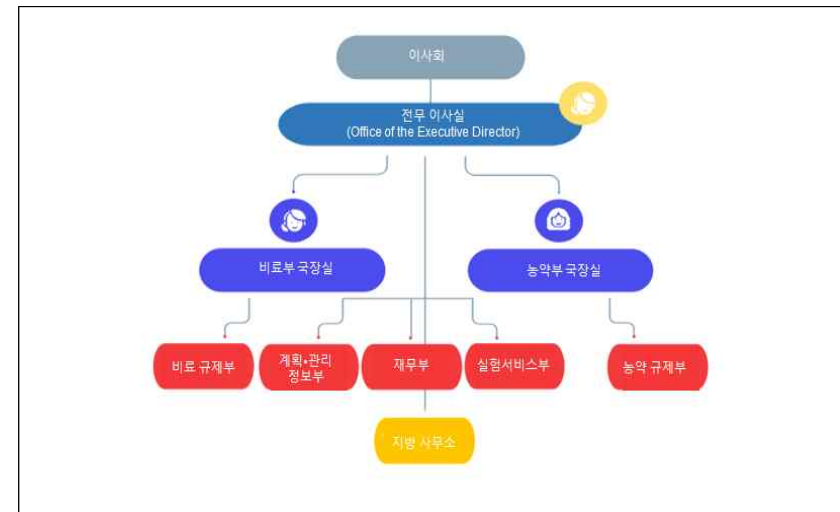 이사회
전무 이사실
(Office of the Executive Director)
비료부 국장실
농약부 국장실
비료 규제부
계획•관리
정보부
재무부
실험서비스부
농약 규제부
지방 사무소